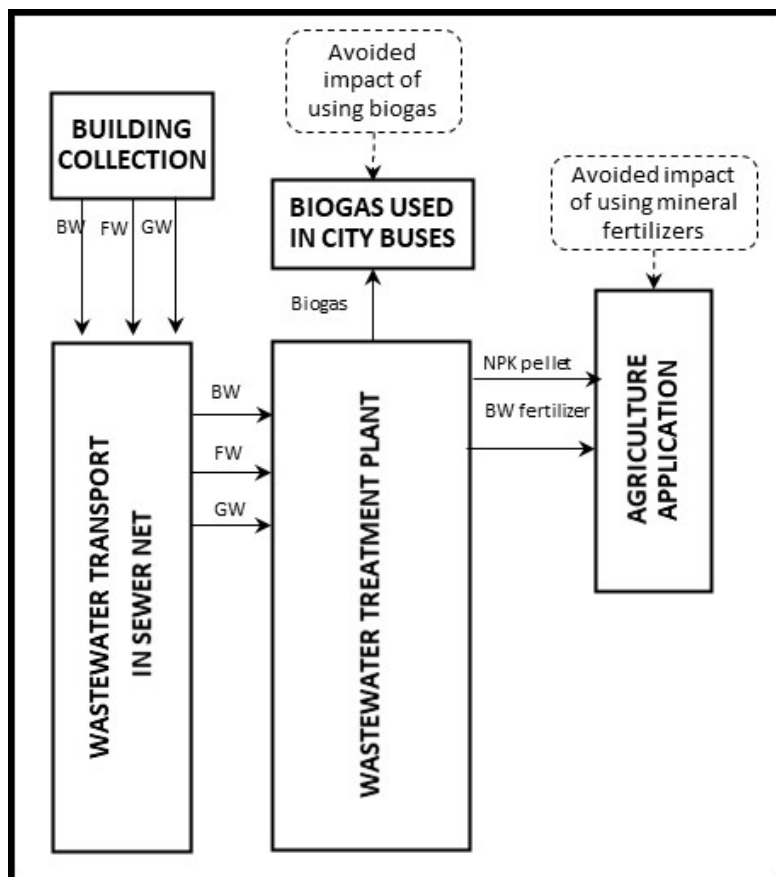 Avoided
impact of
using biogas
BUILDING
COLLECTION
Avoided impact
of using mineral
fertilizers
BIOGAS USED
IN CITY BUSES
BW
FW
GW
Biogas
NPK pellet
BW fertilizer
BW
FW
GW
WASTEWATER TRANSPORT
IN SEWER NET
WASTEWATER TREATMENT PLANT
AGRICULTURE
APPLICATION